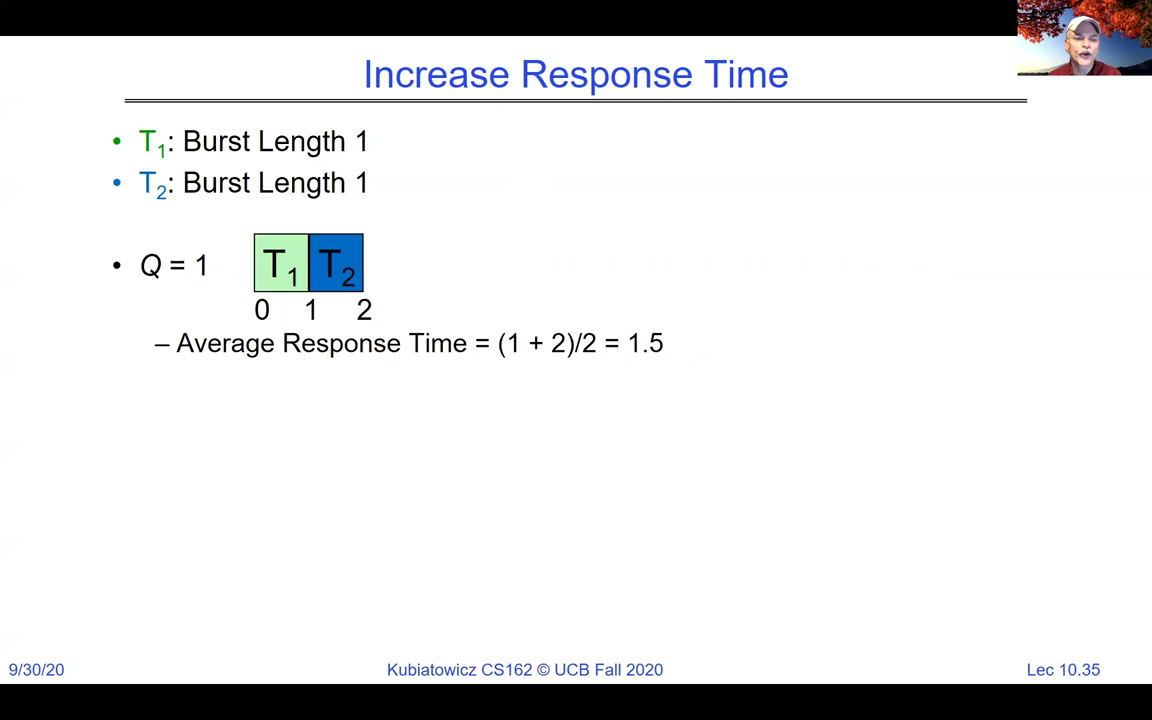 Increase Response Time
• T₁: Burst Length 1
• T₂: Burst Length 1
• Q = 1
T₁ T₂
0 1 2
– Average Response Time = (1 + 2)/2 = 1.5
9/30/20 Kubiatowicz CS162 © UCB Fall 2020 Lec 10.35